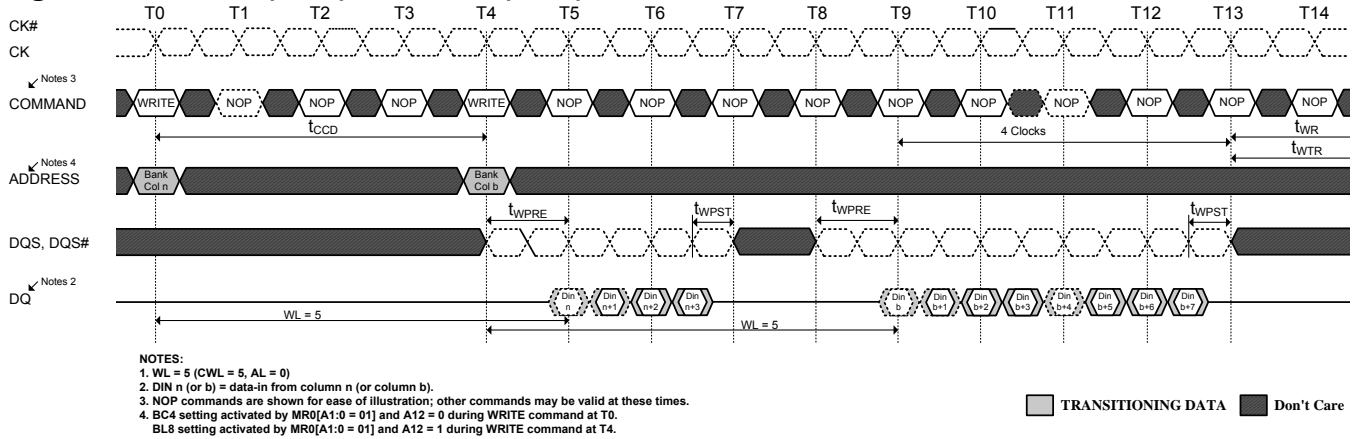 T0 T1 T2 T3 T4 T5 T6 T7 T8 T9 T10 T11 T12 T13 T14
CK#
CK
Notes 3
COMMAND
WRITE NOP NOP NOP WRITE NOP NOP NOP NOP NOP NOP NOP NOP NOP NOP
tCCD
4 Clocks
tWR
tWTR
Notes 4
ADDRESS
Bank Col n
Bank Col b
tWPRE
tWPST
tWPRE
tWPST
DQS, DQS#
Notes 2
DQ
Din n Din n+1 Din n+2 Din n+3 Din b Din b+1 Din b+2 Din b+3 Din b+4 Din b+5 Din b+6 Din b+7
WL = 5
WL = 5
NOTES:
1. WL = 5 (CWL = 5, AL = 0)
2. DIN n (or b) = data-in from column n (or column b).
3. NOP commands are shown for ease of illustration; other commands may be valid at these times.
4. BC4 setting activated by MR0[A1:0 = 01] and A12 = 0 during WRITE command at T0.
BL8 setting activated by MR0[A1:0 = 01] and A12 = 1 during WRITE command at T4.
TRANSITIONING DATA
Don't Care